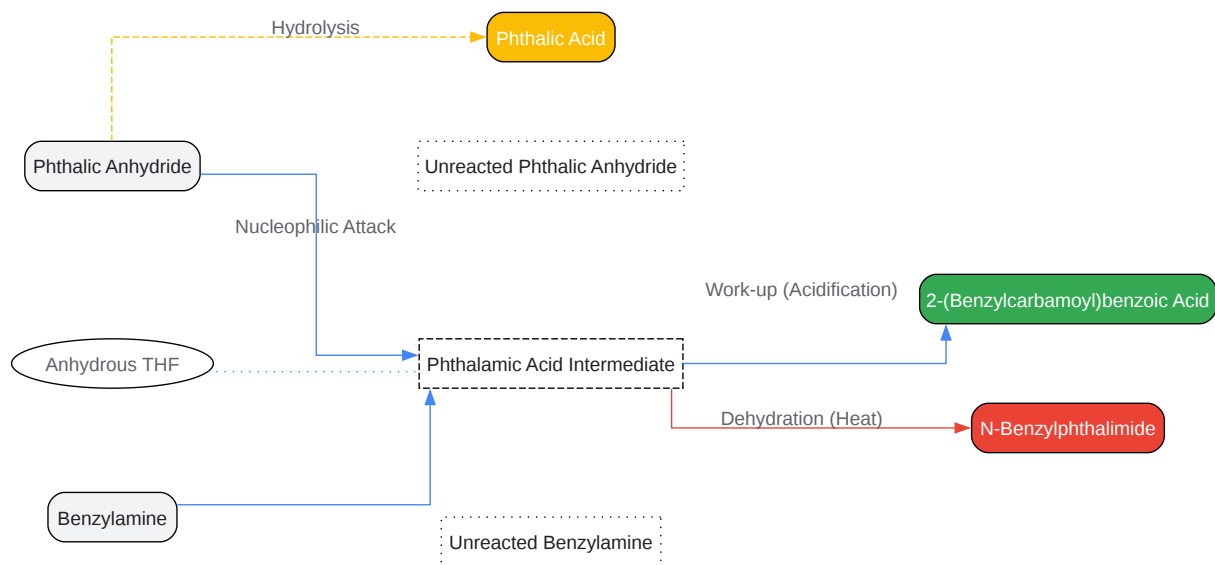 Hydrolysis
Phthalic Acid
Phthalic Anhydride
Unreacted Phthalic Anhydride
Nucleophilic Attack
Work-up (Acidification)
2-(Benzylcarbamoyl)benzoic Acid
Anhydrous THF
Phthalamic Acid Intermediate
Dehydration (Heat)
N-Benzylphthalimide
Benzylamine
Unreacted Benzylamine